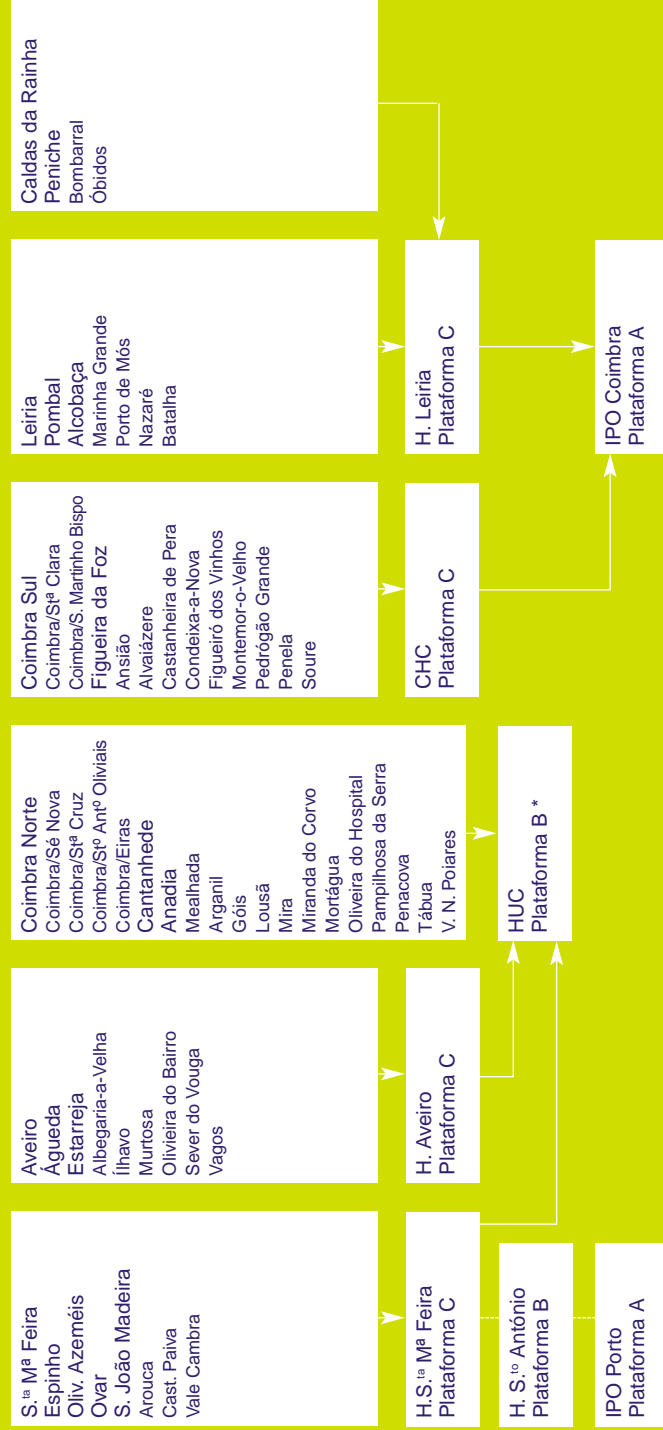 S.ta Mª Feira
Espinho
Oliv. Azeméis
Ovar
S. João Madeira
Arouca
Cast. Paiva
Vale Cambra
Aveiro
Águeda
Estarreja
Albegaria-a-Velha
Ílhavo
Murtosa
Olivieira do Bairro
Sever do Vouga
Vagos
Coimbra Norte
Coimbra/Sé Nova
Coimbra/Stª Cruz
Coimbra/Stº Antº Oliviais
Coimbra/Eiras
Cantanhede
Anadia
Mealhada
Arganil
Góis
Lousã
Mira
Miranda do Corvo
Mortágua
Oliveira do Hospital
Pampilhosa da Serra
Penacova
Tábua
V. N. Poiares
Coimbra Sul
Coimbra/Stª Clara
Coimbra/S. Martinho Bispo
Figueira da Foz
Ansião
Alvaiázere
Castanheira de Pera
Condeixa-a-Nova
Figueiró dos Vinhos
Montemor-o-Velho
Pedrógão Grande
Penela
Soure
Leiria
Pombal
Alcobaça
Marinha Grande
Porto de Mós
Nazaré
Batalha
Caldas da Rainha
Peniche
Bombarral
Óbidos
H.S.ta Mª Feira
Plataforma C
H. Aveiro
Plataforma C
CHC
Plataforma C
H. Leiria
Plataforma C
H. S.to António
Plataforma B
HUC
Plataforma B *
IPO Porto
Plataforma A
IPO Coimbra
Plataforma A